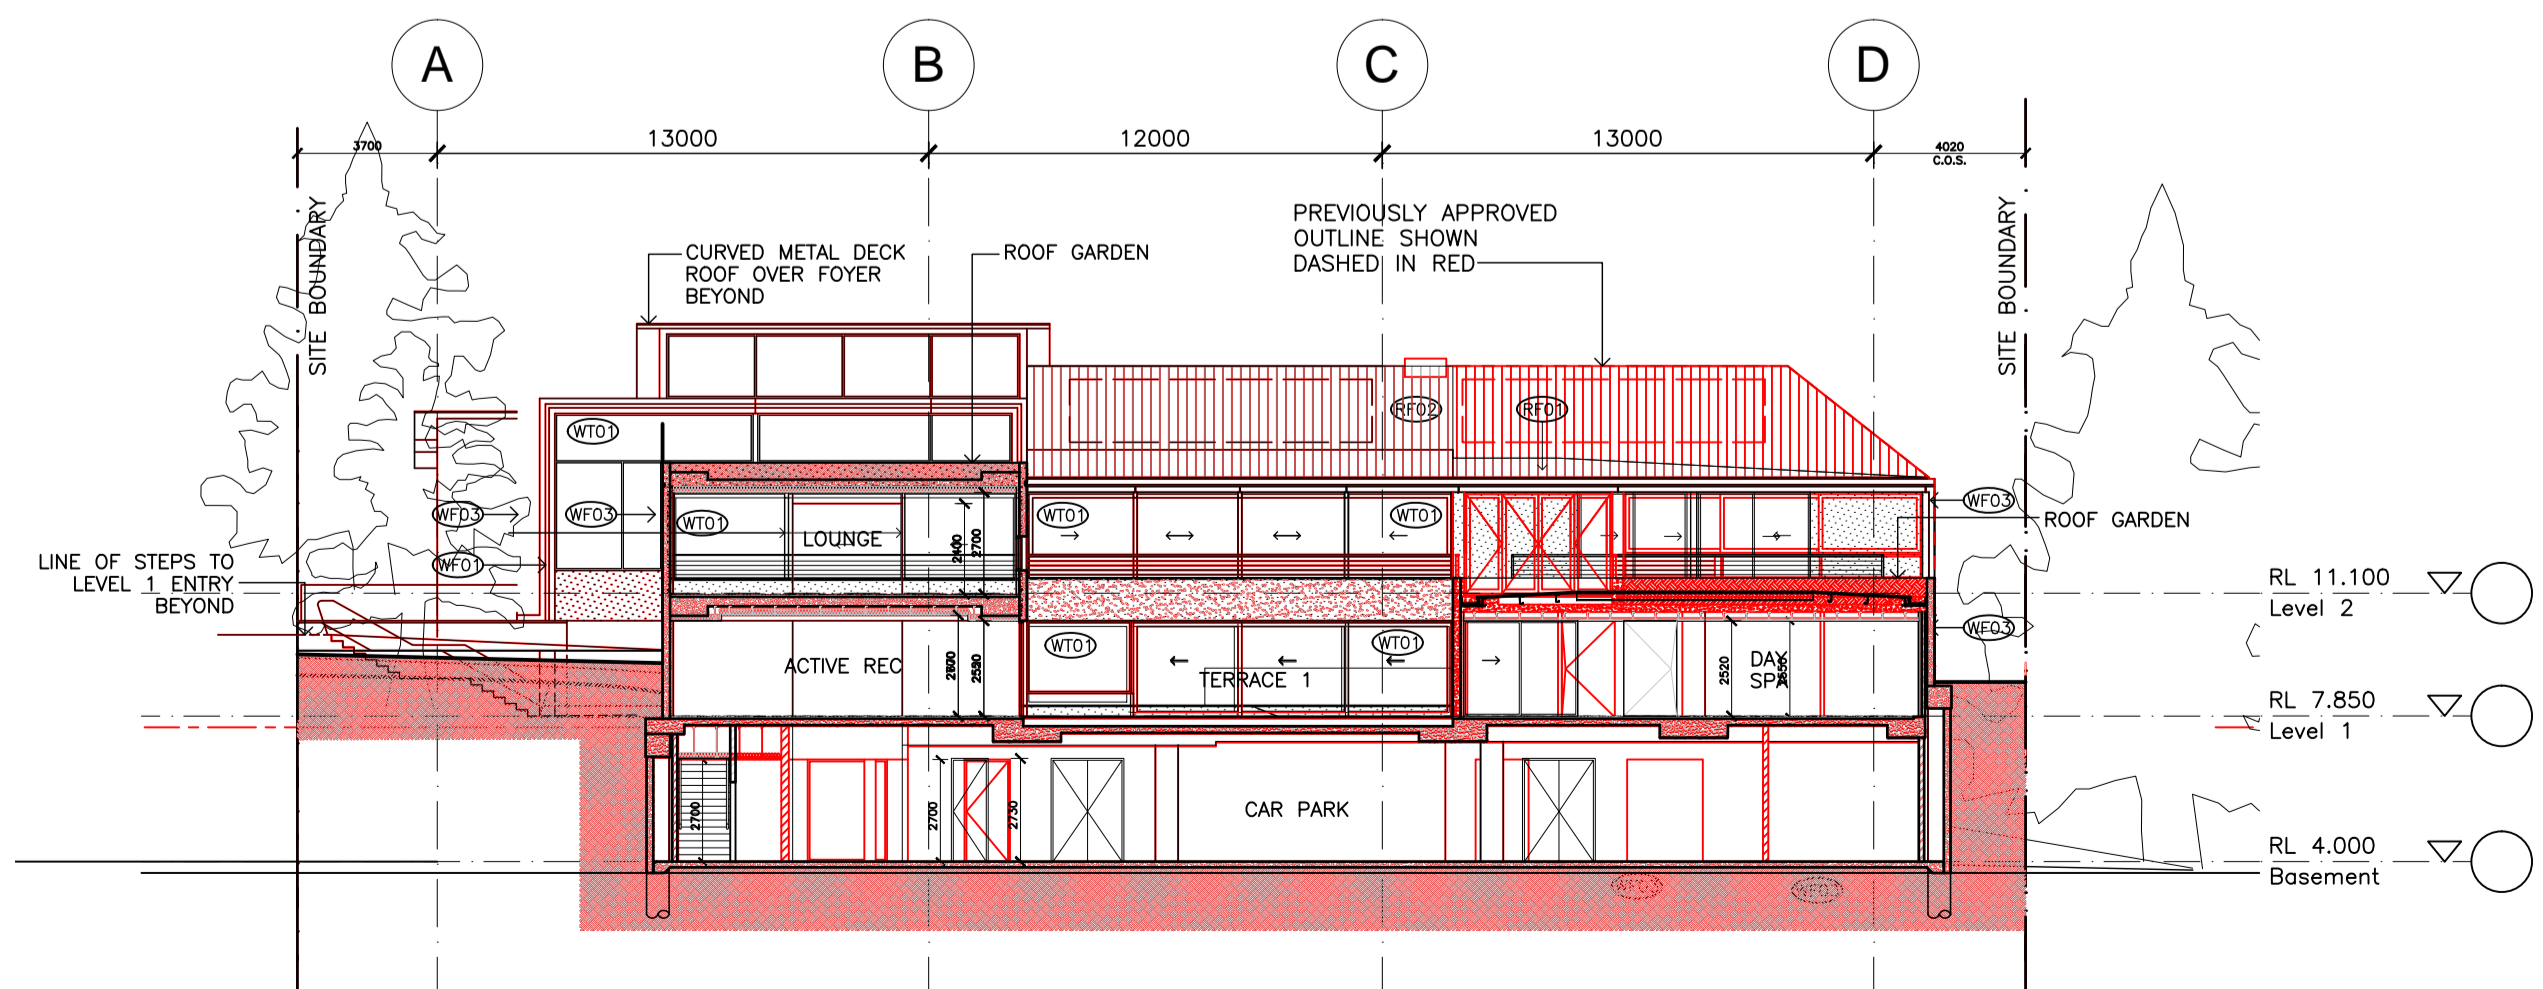 A
B
C
D
3700
13000
12000
13000
4020
C.O.S.
SITE BOUNDARY
SITE BOUNDARY
PREVIOUSLY APPROVED
OUTLINE SHOWN
DASHED IN RED
CURVED METAL DECK
ROOF OVER FOYER
BEYOND
ROOF GARDEN
RF02
RF01
WT01
WF03
WF03
WT01
WT01
WT01
WF03
LOUNGE
2700
ROOF GARDEN
WF01
LINE OF STEPS TO
LEVEL 1 ENTRY
BEYOND
RL 11.100
Level 2
WF03
WT01
WT01
ACTIVE REC
TERRACE 1
2520
DAY
SPA
RL 7.850
Level 1
2700
2700
2730
CAR PARK
RL 4.000
Basement